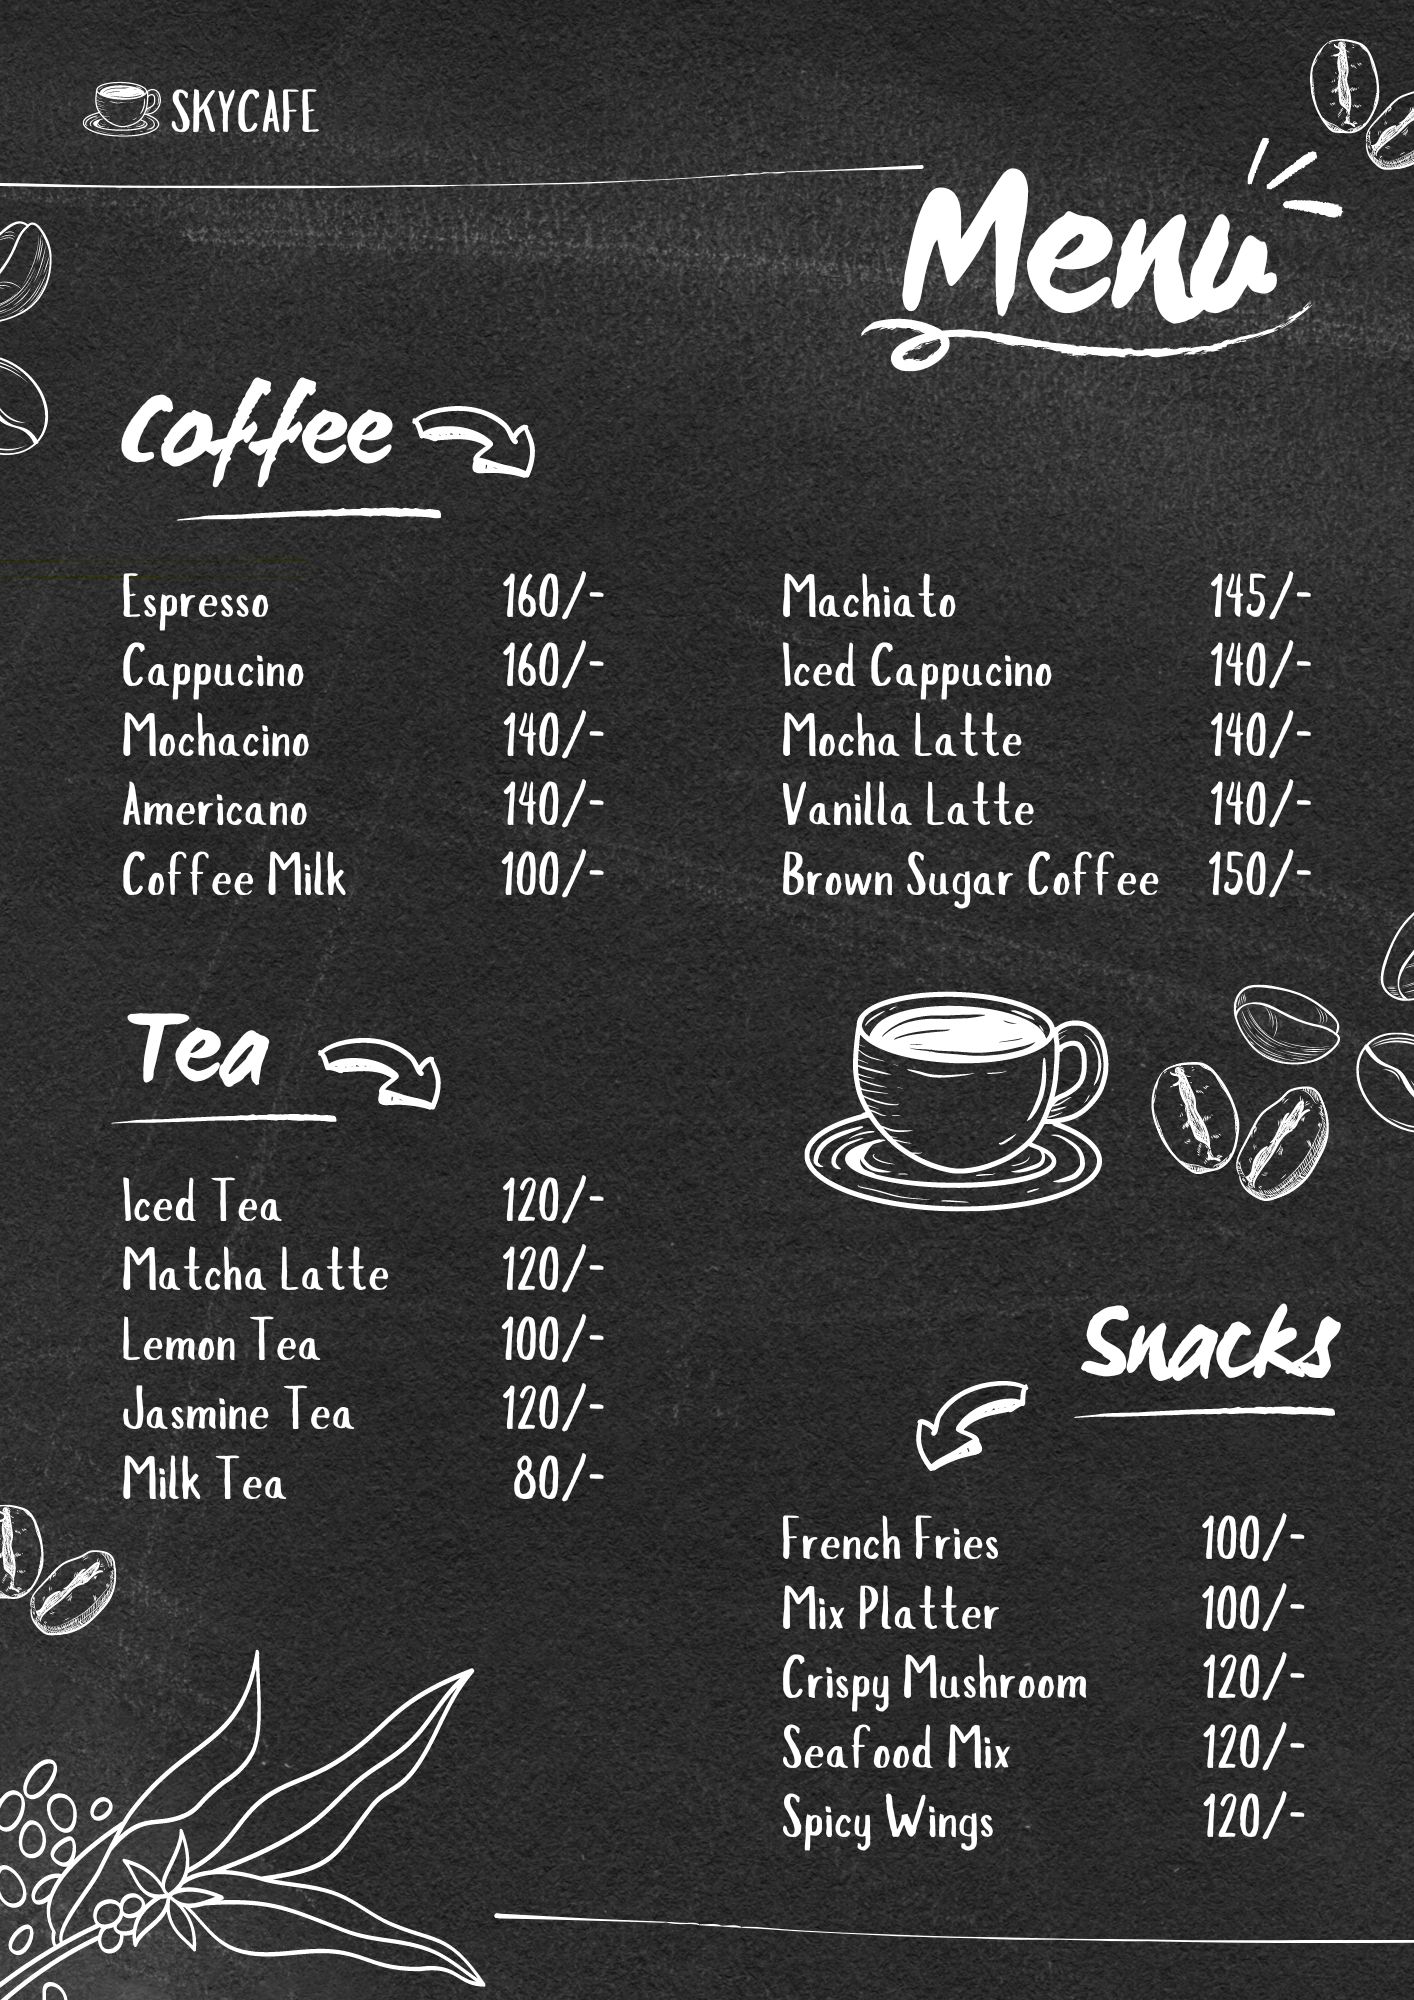 SKYCAFE
Menu
Coffee
Espresso 160/-
Cappucino 160/-
Mochacino 140/-
Americano 140/-
Coffee Milk 100/-
Machiato 145/-
Iced Cappucino 140/-
Mocha Latte 140/-
Vanilla Latte 140/-
Brown Sugar Coffee 150/-
Tea
Iced Tea 120/-
Matcha Latte 120/-
Lemon Tea 100/-
Jasmine Tea 120/-
Milk Tea 80/-
Snacks
French Fries 100/-
Mix Platter 100/-
Crispy Mushroom 120/-
Seafood Mix 120/-
Spicy Wings 120/-